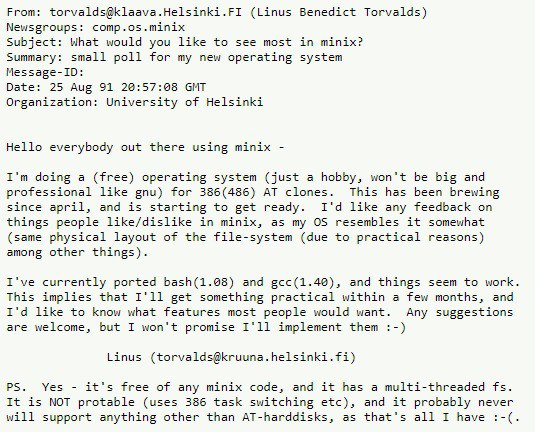 From: torvalds@klaava.Helsinki.FI (Linus Benedict Torvalds)
Newsgroups: comp.os.minix
Subject: What would you like to see most in minix?
Summary: small poll for my new operating system
Message-ID:
Date: 25 Aug 91 20:57:08 GMT
Organization: University of Helsinki

Hello everybody out there using minix -

I'm doing a (free) operating system (just a hobby, won't be big and
professional like gnu) for 386(486) AT clones.  This has been brewing
since april, and is starting to get ready.  I'd like any feedback on
things people like/dislike in minix, as my OS resembles it somewhat
(same physical layout of the file-system (due to practical reasons)
among other things).

I've currently ported bash(1.08) and gcc(1.40), and things seem to work.
This implies that I'll get something practical within a few months, and
I'd like to know what features most people would want.  Any suggestions
are welcome, but I won't promise I'll implement them :-)

Linus (torvalds@kruuna.helsinki.fi)

PS.  Yes - it's free of any minix code, and it has a multi-threaded fs.
It is NOT protable (uses 386 task switching etc), and it probably never
will support anything other than AT-harddisks, as that's all I have :-(.